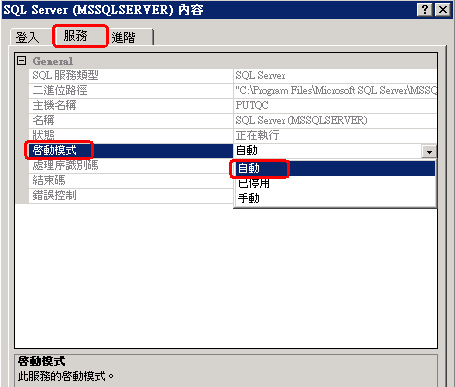 SQL Server (MSSQLSERVER) 內容
登入 服務 進階
General
SQL 服務類型 SQL Server
二進位路徑 "C:\Program Files\Microsoft SQL Server\MSSQ
主機名稱 PUTQC
名稱 SQL Server (MSSQLSERVER)
狀態 正在執行
啓動模式 自動
處理序識別碼 自動
結束碼 已停用
錯誤控制 手動
啓動模式
此服務的啓動模式。